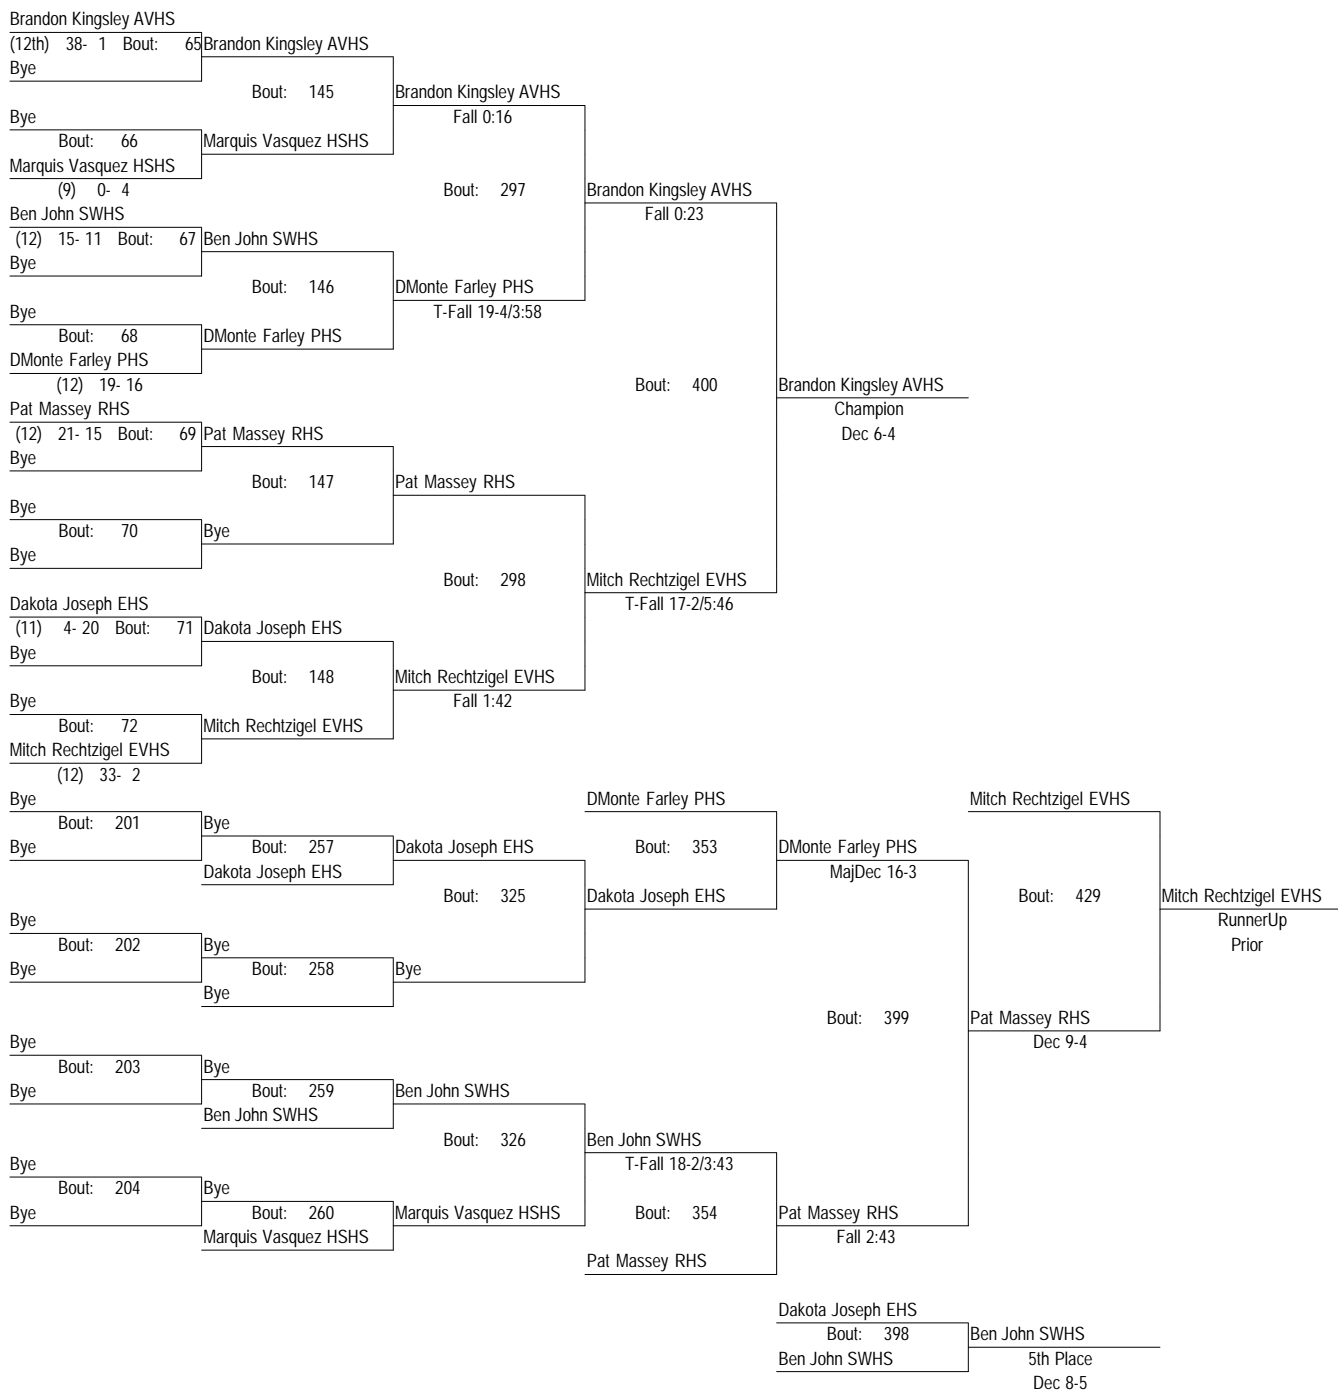 Brandon Kingsley AVHS
(12th) 38- 1 Bout: 65 Brandon Kingsley AVHS
Bye
Bout: 145 Brandon Kingsley AVHS
Bye Fall 0:16
Bout: 66 Marquis Vasquez HSHS
Marquis Vasquez HSHS
(9) 0- 4 Bout: 297 Brandon Kingsley AVHS
Ben John SWHS Fall 0:23
(12) 15- 11 Bout: 67 Ben John SWHS
Bye
Bout: 146 DMonte Farley PHS
Bye T-Fall 19-4/3:58
Bout: 68 DMonte Farley PHS
DMonte Farley PHS
(12) 19- 16 Bout: 400 Brandon Kingsley AVHS
Pat Massey RHS Champion
(12) 21- 15 Bout: 69 Pat Massey RHS Dec 6-4
Bye
Bout: 147 Pat Massey RHS
Bye
Bout: 70 Bye
Bye
Bout: 298 Mitch Rechtzigel EVHS
Dakota Joseph EHS T-Fall 17-2/5:46
(11) 4- 20 Bout: 71 Dakota Joseph EHS
Bye
Bout: 148 Mitch Rechtzigel EVHS
Bye Fall 1:42
Bout: 72 Mitch Rechtzigel EVHS
Mitch Rechtzigel EVHS
(12) 33- 2
Bye DMonte Farley PHS Mitch Rechtzigel EVHS
Bout: 201 Bye
Bye Bout: 257 Dakota Joseph EHS Bout: 353 DMonte Farley PHS
Dakota Joseph EHS MajDec 16-3
Bout: 325 Dakota Joseph EHS Bout: 429 Mitch Rechtzigel EVHS
Bye RunnerUp
Bout: 202 Bye Prior
Bye Bout: 258 Bye
Bye
Bout: 399 Pat Massey RHS
Bye Dec 9-4
Bout: 203 Bye
Bye Bout: 259 Ben John SWHS
Ben John SWHS
Bout: 326 Ben John SWHS
Bye T-Fall 18-2/3:43
Bout: 204 Bye
Bye Bout: 260 Marquis Vasquez HSHS Bout: 354 Pat Massey RHS
Marquis Vasquez HSHS Fall 2:43
Pat Massey RHS
Dakota Joseph EHS
Bout: 398 Ben John SWHS
Ben John SWHS 5th Place
Dec 8-5